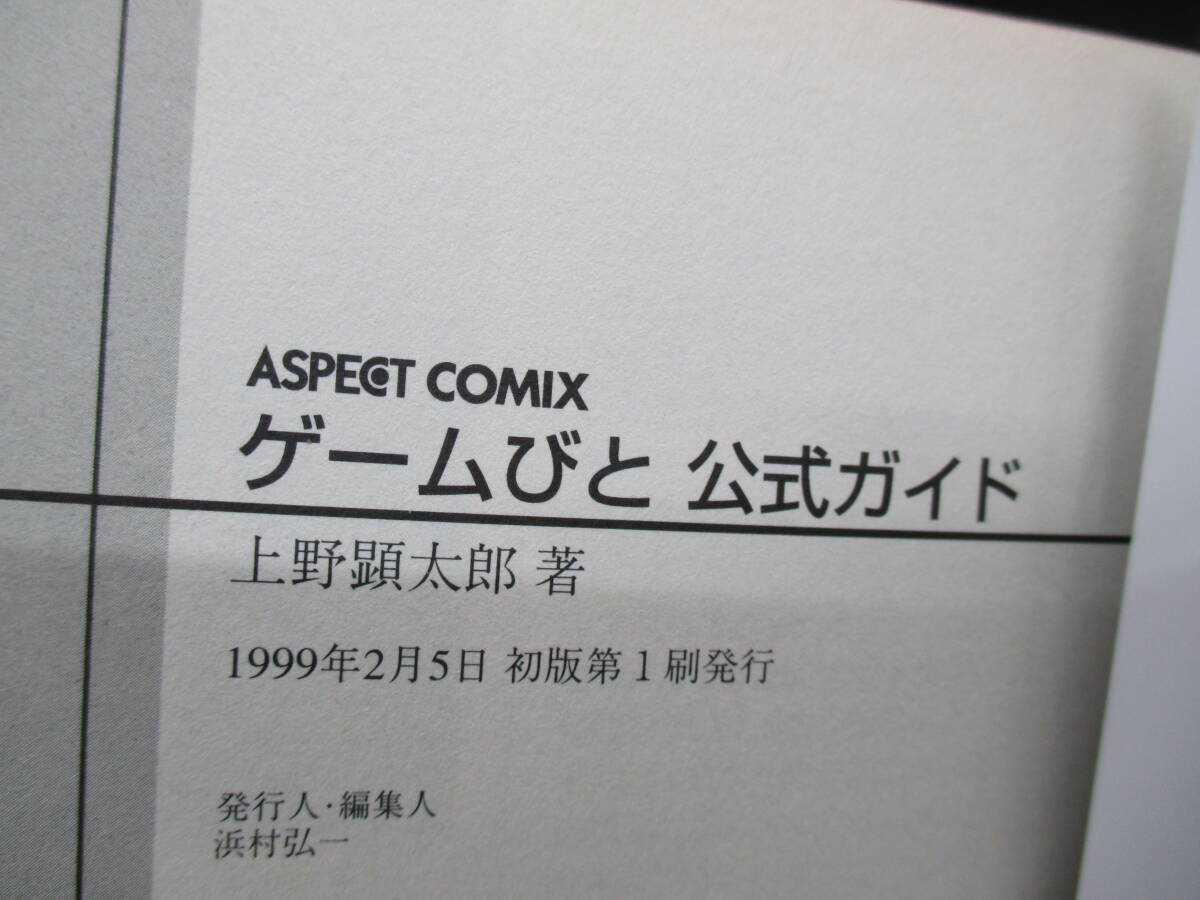 ASPECT COMIX
ゲームびと 公式ガイド
上野顕太郎 著
1999年2月5日 初版第1刷発行
発行人・編集人
浜村弘一